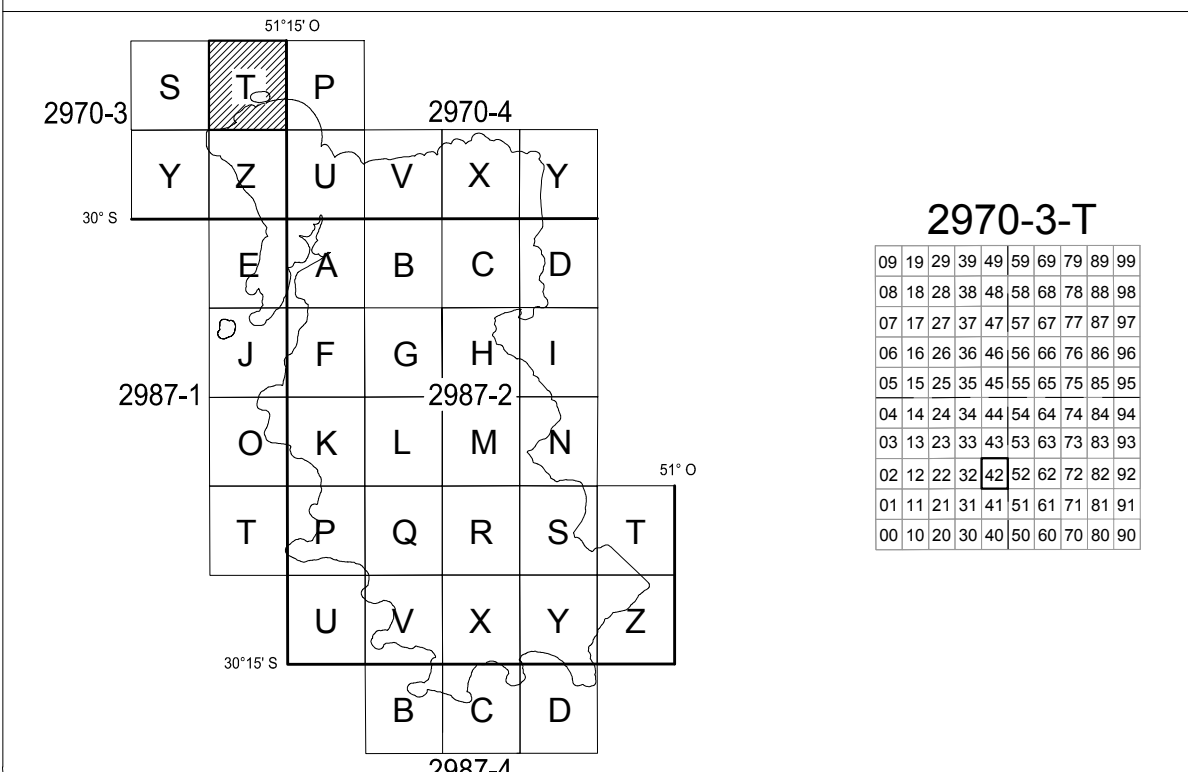 51°15' O
S T P
2970-3
2970-4
Y Z U V X Y
30° S
E A B C D
J F G H I
2987-1
2987-2
O K L M N
51° O
T P Q R S T
U V X Y Z
30°15' S
B C D
2987-4
2970-3-T
09 19 29 39 49 59 69 79 89 99
08 18 28 38 48 58 68 78 88 98
07 17 27 37 47 57 67 77 87 97
06 16 26 36 46 56 66 76 86 96
05 15 25 35 45 55 65 75 85 95
04 14 24 34 44 54 64 74 84 94
03 13 23 33 43 53 63 73 83 93
02 12 22 32 42 52 62 72 82 92
01 11 21 31 41 51 61 71 81 91
00 10 20 30 40 50 60 70 80 90